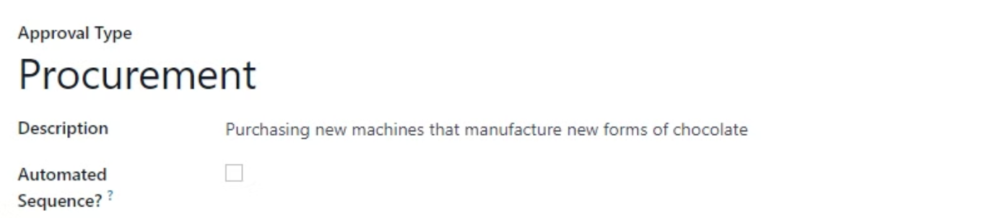 Approval Type
Procurement
Description Purchasing new machines that manufacture new forms of chocolate
Automated
Sequence? ?